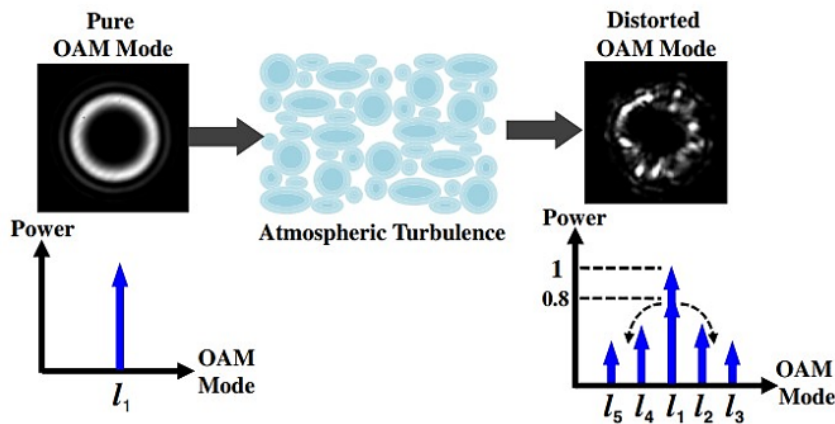 Pure
OAM Mode
Distorted
OAM Mode
Atmospheric Turbulence
Power
l₁
OAM
Mode
Power
1
0.8
l₅ l₄ l₁ l₂ l₃
OAM
Mode